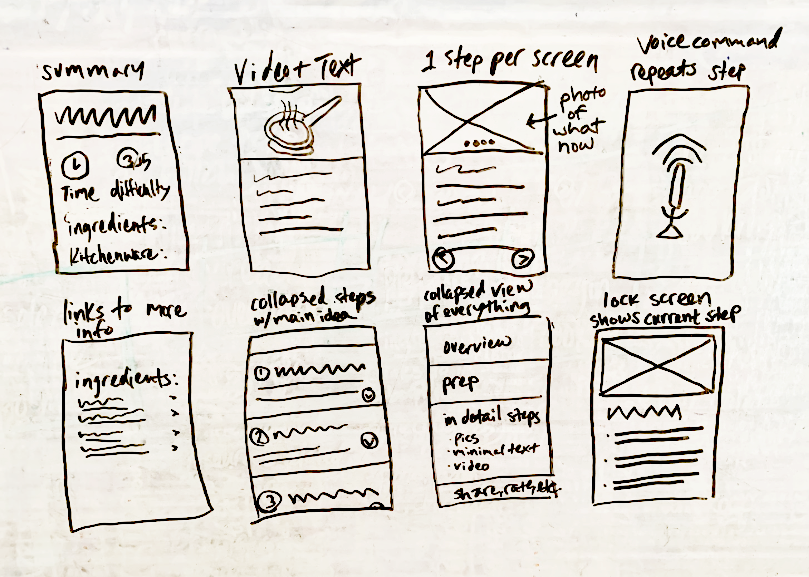 summary
Time difficulty
ingredients:
Kitchenware:
Video + Text
1 step per screen
photo
of
what
now
Voice command
repeats step
links to more
info
ingredients:
collapsed steps
w/main idea
1
2
3
collapsed view
of everything
overview
prep
in detail steps
· pics
· minimal text
· video
share, rate, etc.
lock screen
shows current step